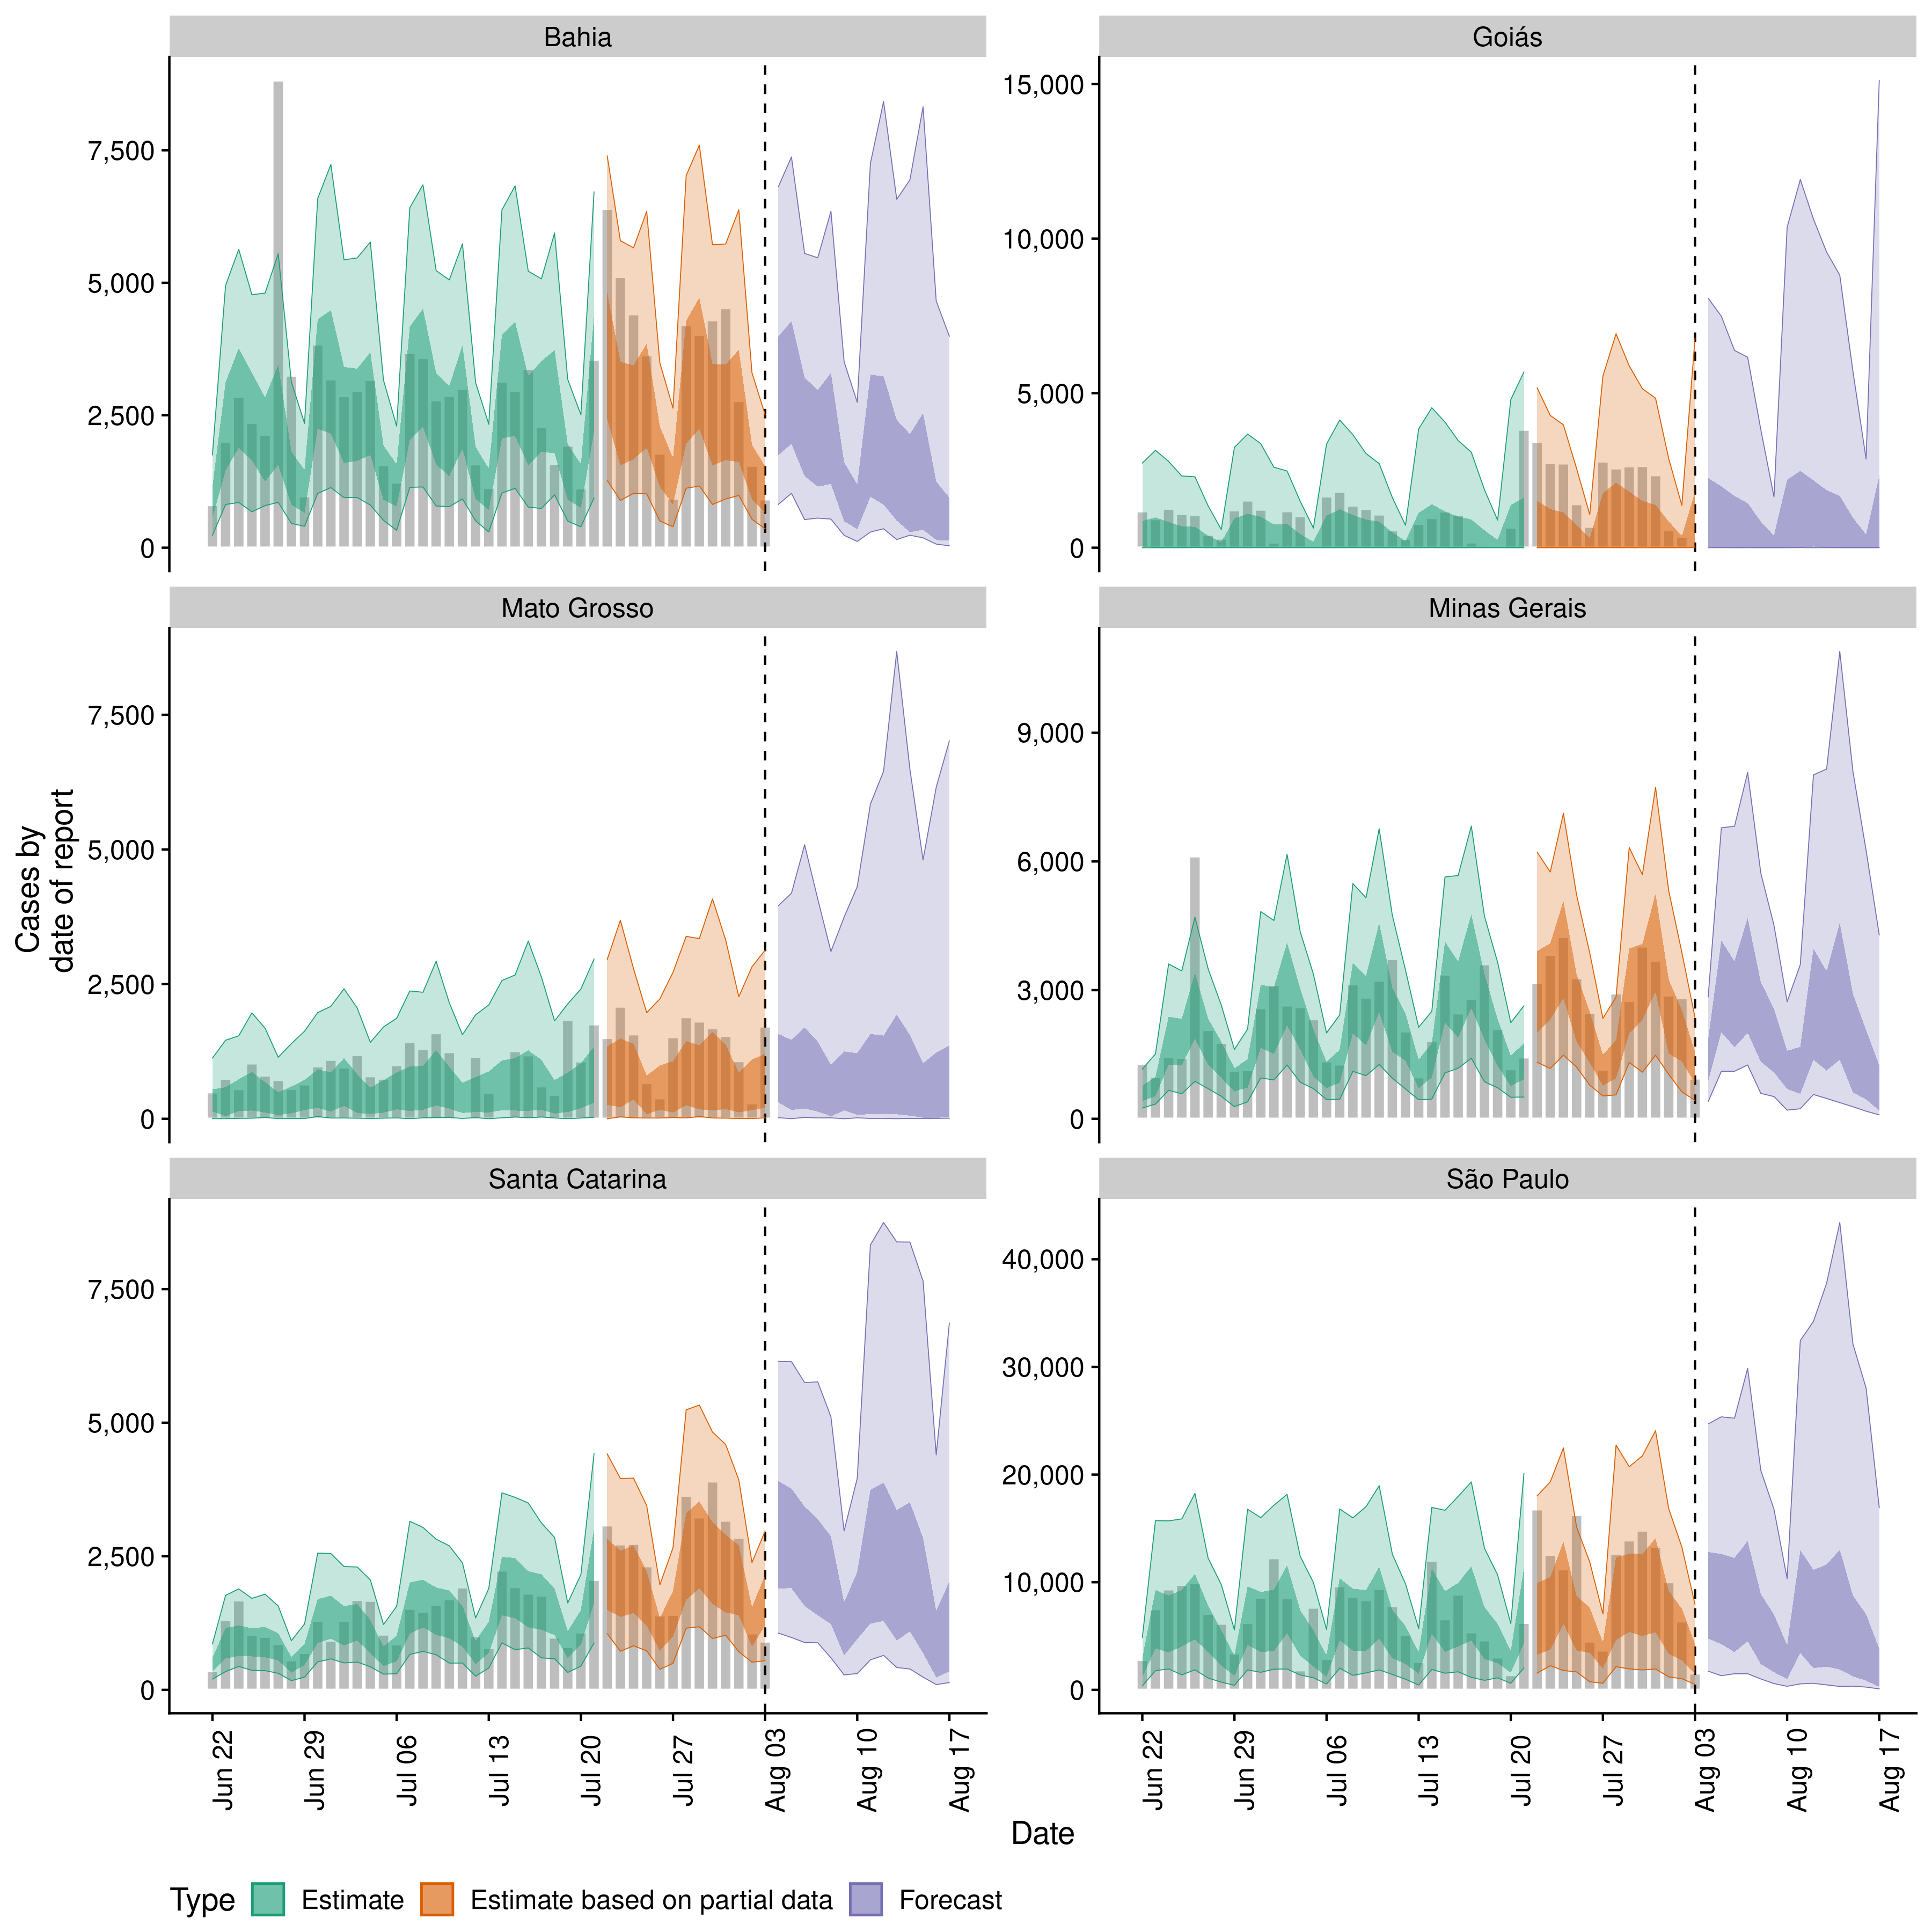 Bahia
Goiás
7,500
5,000
2,500
0
15,000
10,000
5,000
0
Mato Grosso
Minas Gerais
7,500
5,000
2,500
0
9,000
6,000
3,000
0
Santa Catarina
São Paulo
7,500
5,000
2,500
0
40,000
30,000
20,000
10,000
0
Cases by
date of report
Jun 22
Jun 29
Jul 06
Jul 13
Jul 20
Jul 27
Aug 03
Aug 10
Aug 17
Jun 22
Jun 29
Jul 06
Jul 13
Jul 20
Jul 27
Aug 03
Aug 10
Aug 17
Date
Type Estimate Estimate based on partial data Forecast